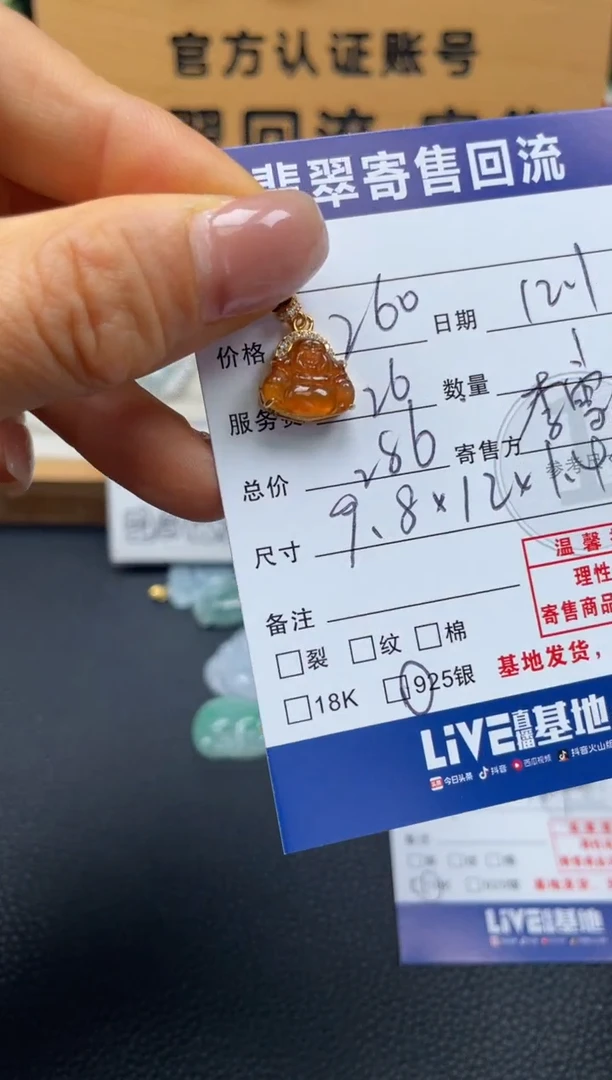 官方认证账号
翡翠寄售回流
价格 260 日期 12.1
服务费 26 数量 1
总价 286 寄售方 李雪
尺寸 9.8×12×1.19
备注
裂 纹 棉
18K 925银
温馨
理性
寄售商品
基地发货,
LiVE直播基地
今日头条 抖音 西瓜视频 抖音火山版
LiVE直播基地